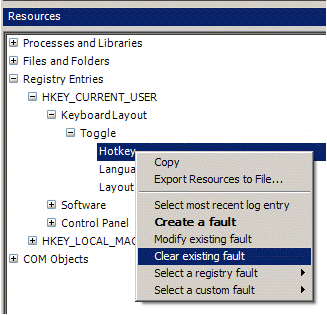 Resources
Processes and Libraries
Files and Folders
Registry Entries
HKEY_CURRENT_USER
Keyboard Layout
Toggle
Hotkey
Langua
Layout
Software
Control Panel
HKEY_LOCAL_MAC
COM Objects
Copy
Export Resources to File...
Select most recent log entry
Create a fault
Modify existing fault
Clear existing fault
Select a registry fault
Select a custom fault